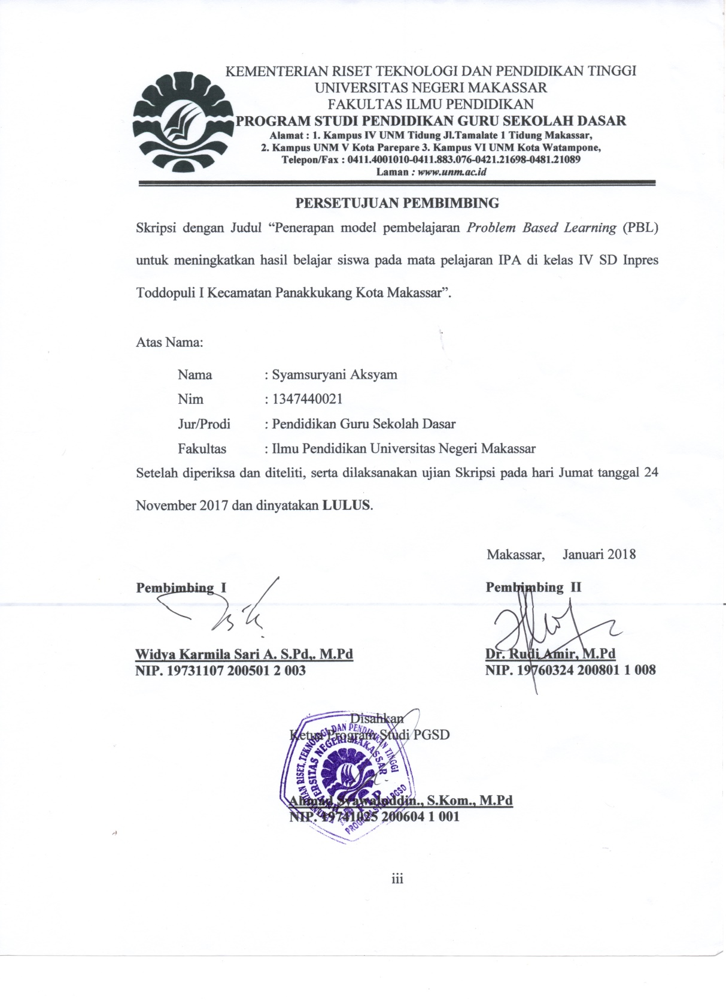 KEMENTERIAN RISET TEKNOLOGI DAN PENDIDIKAN TINGGI
UNIVERSITAS NEGERI MAKASSAR
FAKULTAS ILMU PENDIDIKAN
PROGRAM STUDI PENDIDIKAN GURU SEKOLAH DASAR
Alamat : 1. Kampus IV UNM Tidung Jl.Tamalate 1 Tidung Makassar,
2. Kampus UNM V Kota Parepare 3. Kampus VI UNM Kota Watampone,
Telepon/Fax : 0411.4001010-0411.883.076-0421.21698-0481.21089
Laman : www.unm.ac.id
PERSETUJUAN PEMBIMBING
Skripsi dengan Judul “Penerapan model pembelajaran Problem Based Learning (PBL)
untuk meningkatkan hasil belajar siswa pada mata pelajaran IPA di kelas IV SD Inpres
Toddopuli I Kecamatan Panakkukang Kota Makassar”.
Atas Nama:
Nama : Syamsuryani Aksyam
Nim : 1347440021
Jur/Prodi : Pendidikan Guru Sekolah Dasar
Fakultas : Ilmu Pendidikan Universitas Negeri Makassar
Setelah diperiksa dan diteliti, serta dilaksanakan ujian Skripsi pada hari Jumat tanggal 24
November 2017 dan dinyatakan LULUS.
Makassar, Januari 2018
Pembimbing I Pembimbing II
Widya Karmila Sari A. S.Pd,. M.Pd Dr. Rudi Amir, M.Pd
NIP. 19731107 200501 2 003 NIP. 19760324 200801 1 008
Disahkan
Ketua Program Studi PGSD
KEMENTERIAN RISET, TEKNOLOGI DAN PENDIDIKAN TINGGI
UNIVERSITAS NEGERI MAKASSAR
FIP
PROGRAM STUDI PGSD
Ahmad Syawaluddin., S.Kom., M.Pd
NIP. 19741025 200604 1 001
iii